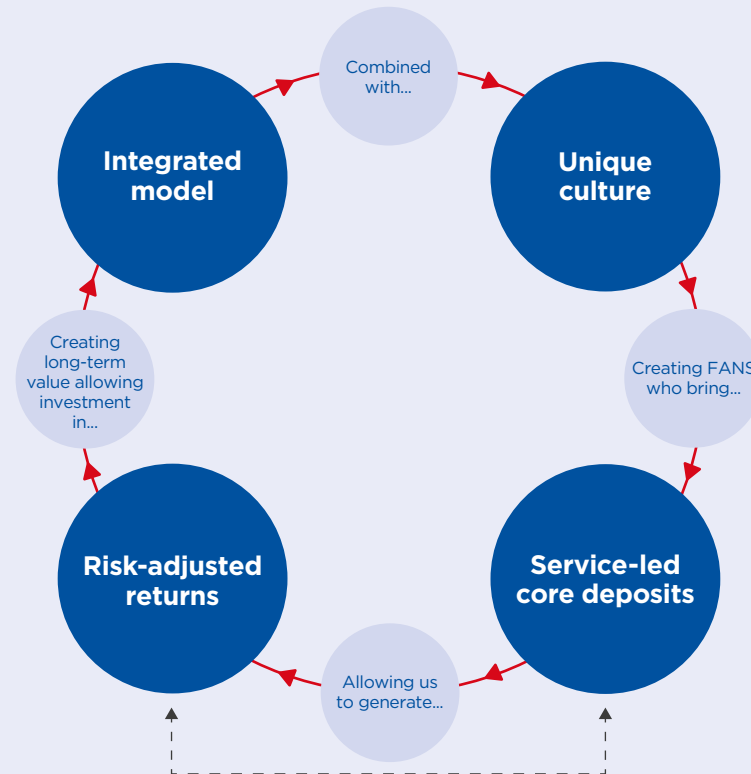 Combined
with...
Integrated
model
Unique
culture
Creating
long-term
value allowing
investment
in...
Creating FANS
who bring...
Risk-adjusted
returns
Service-led
core deposits
Allowing us
to generate...